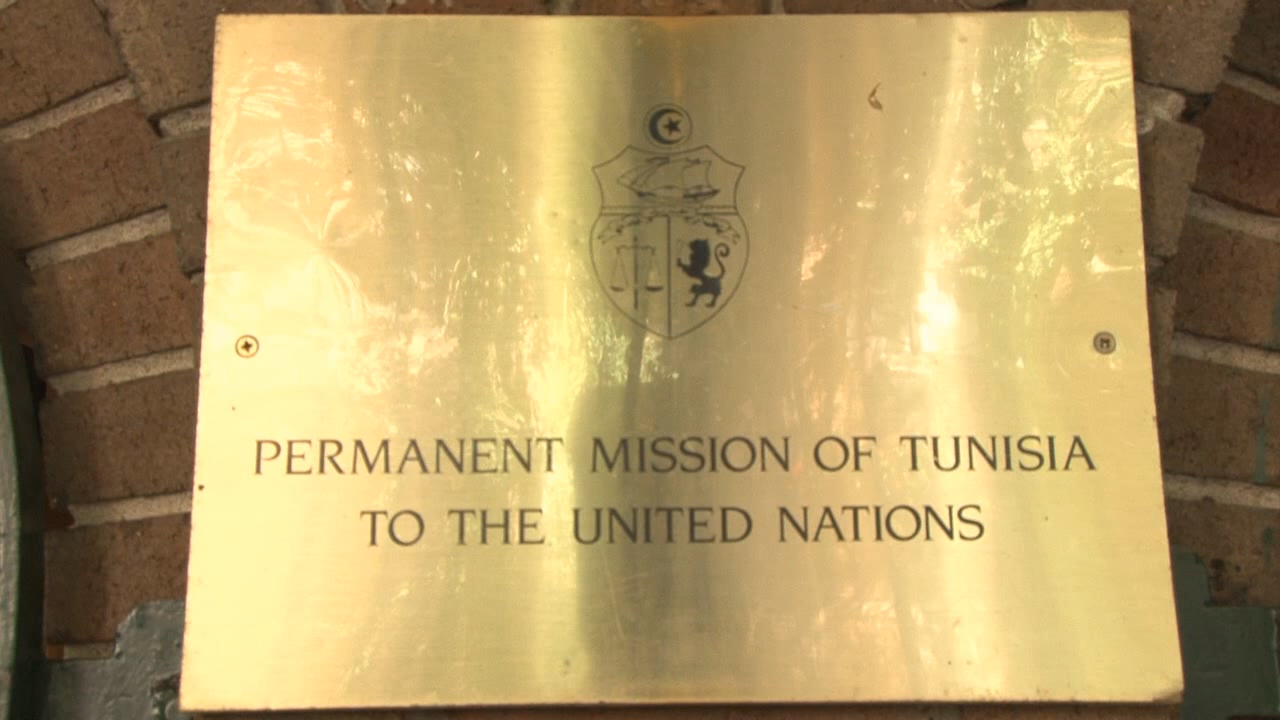 PERMANENT MISSION OF TUNISIA
TO THE UNITED NATIONS